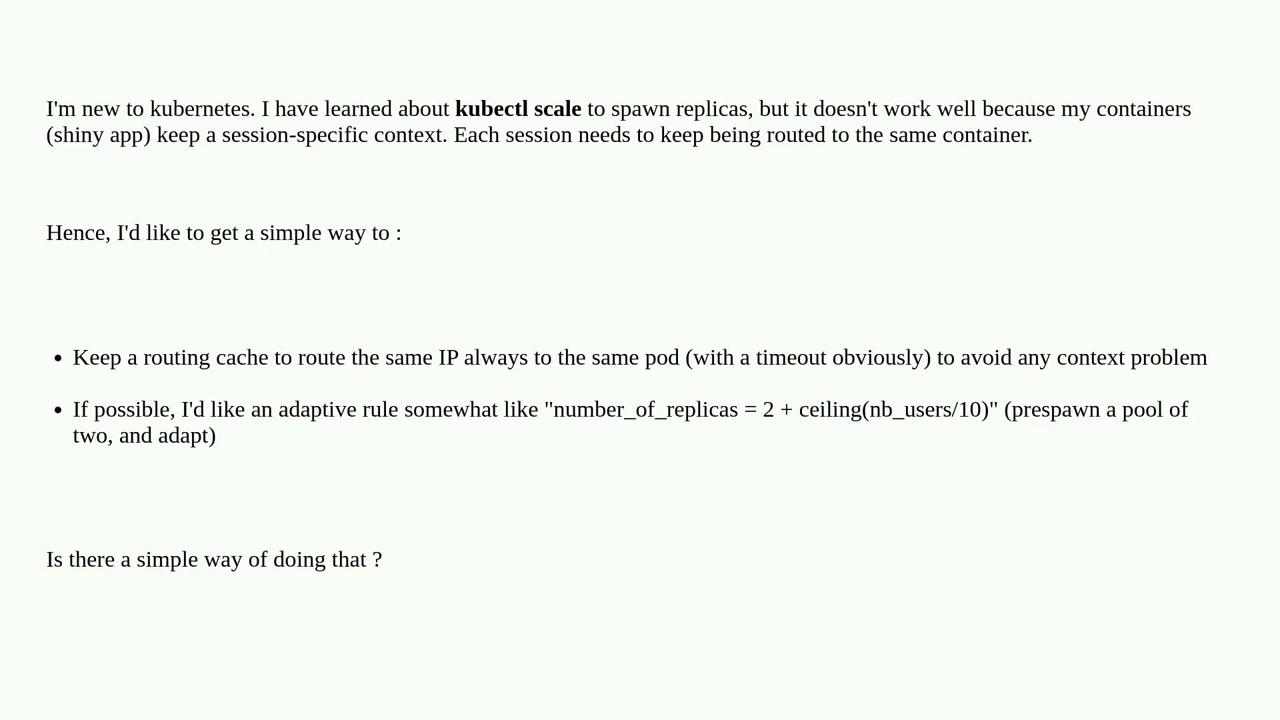 I'm new to kubernetes. I have learned about kubectl scale to spawn replicas, but it doesn't work well because my containers
(shiny app) keep a session-specific context. Each session needs to keep being routed to the same container.
Hence, I'd like to get a simple way to :
• Keep a routing cache to route the same IP always to the same pod (with a timeout obviously) to avoid any context problem
• If possible, I'd like an adaptive rule somewhat like "number_of_replicas = 2 + ceiling(nb_users/10)" (prespawn a pool of
two, and adapt)
Is there a simple way of doing that ?